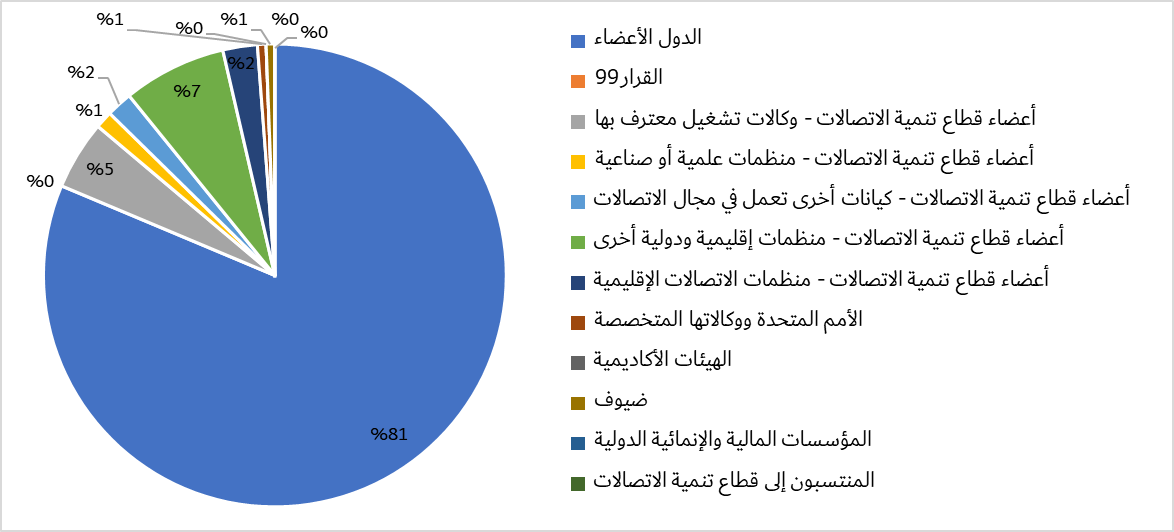 %1
%0
%1
%0
%0
%2
%7
%2
%1
%5
%0
%81
الدول الأعضاء
القرار99
أعضاء قطاع تنمية الاتصالات - وكالات تشغيل معترف بها
أعضاء قطاع تنمية الاتصالات - منظمات علمية أو صناعية
أعضاء قطاع تنمية الاتصالات - كيانات أخرى تعمل في مجال الاتصالات
أعضاء قطاع تنمية الاتصالات - منظمات إقليمية ودولية أخرى
أعضاء قطاع تنمية الاتصالات - منظمات الاتصالات الإقليمية
الأمم المتحدة ووكالاتها المتخصصة
الهيئات الأكاديمية
ضيوف
المؤسسات المالية والإنمائية الدولية
المنتسبون إلى قطاع تنمية الاتصالات